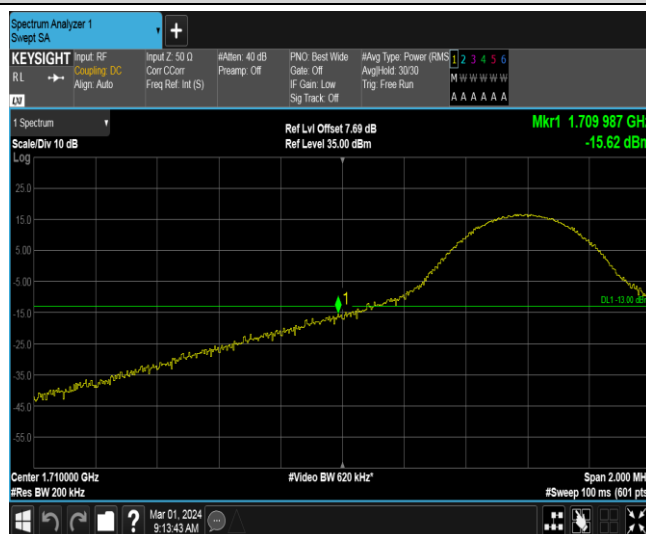 Spectrum Analyzer 1
Swept SA
+
KEYSIGHT
RL
LXI
Input: RF
Coupling: DC
Align: Auto
Input Z: 50 Ω
Corr CCorr
Freq Ref: Int (S)
#Atten: 40 dB
Preamp: Off
PNO: Best Wide
Gate: Off
IF Gain: Low
Sig Track: Off
#Avg Type: Power (RMS
Avg|Hold: 30/30
Trig: Free Run
1 2 3 4 5 6
M W W W W W
A A A A A A
1 Spectrum
Scale/Div 10 dB
Ref Lvl Offset 7.69 dB
Ref Level 35.00 dBm
Mkr1 1.709 987 GHz
-15.62 dBm
Log
25.0
15.0
5.00
-5.00
1
DL1 -13.00 dBm
-15.0
-25.0
-35.0
-45.0
-55.0
Center 1.710000 GHz
#Res BW 200 kHz
#Video BW 620 kHz*
Span 2.000 MH
#Sweep 100 ms (601 pts
?
Mar 01, 2024
9:13:43 AM